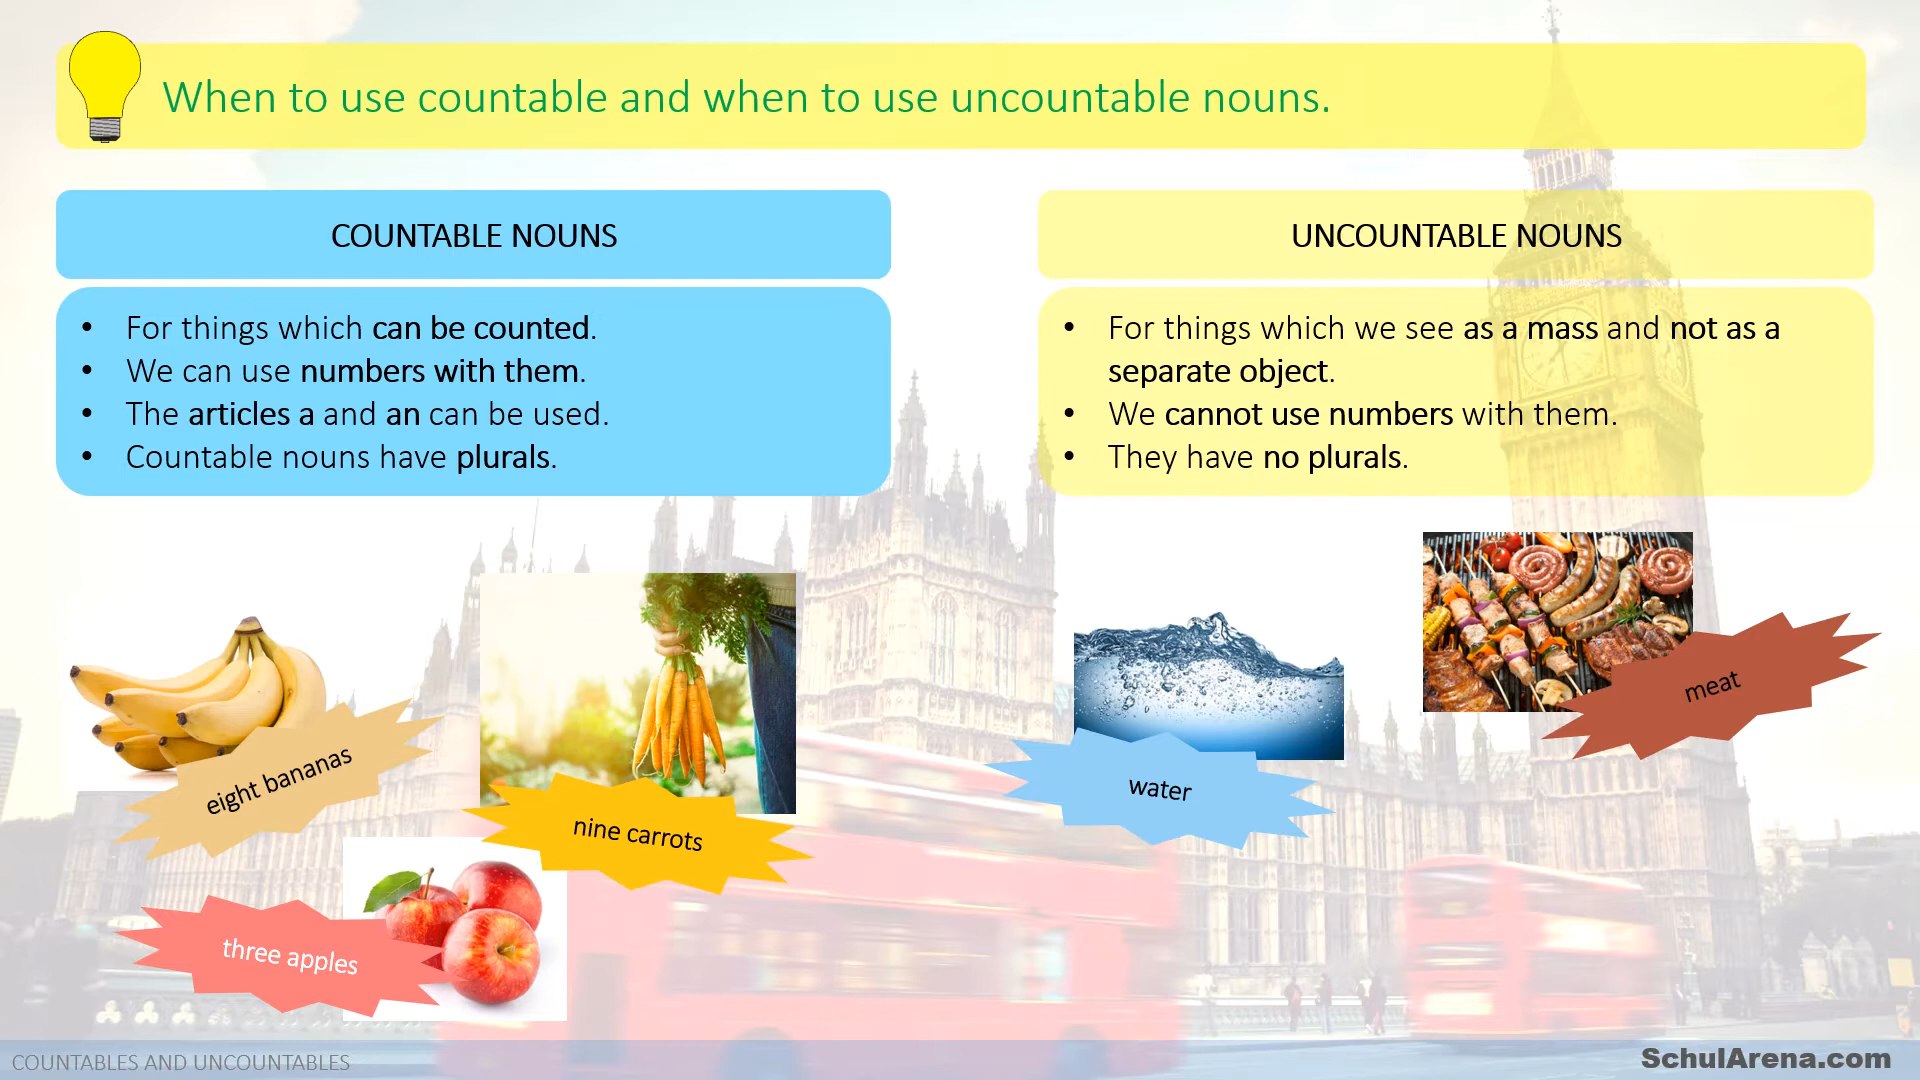 When to use countable and when to use uncountable nouns.
COUNTABLE NOUNS
• For things which can be counted.
• We can use numbers with them.
• The articles a and an can be used.
• Countable nouns have plurals.
UNCOUNTABLE NOUNS
• For things which we see as a mass and not as a
separate object.
• We cannot use numbers with them.
• They have no plurals.
eight bananas
nine carrots
three apples
water
meat
COUNTABLES AND UNCOUNTABLES
SchulArena.com